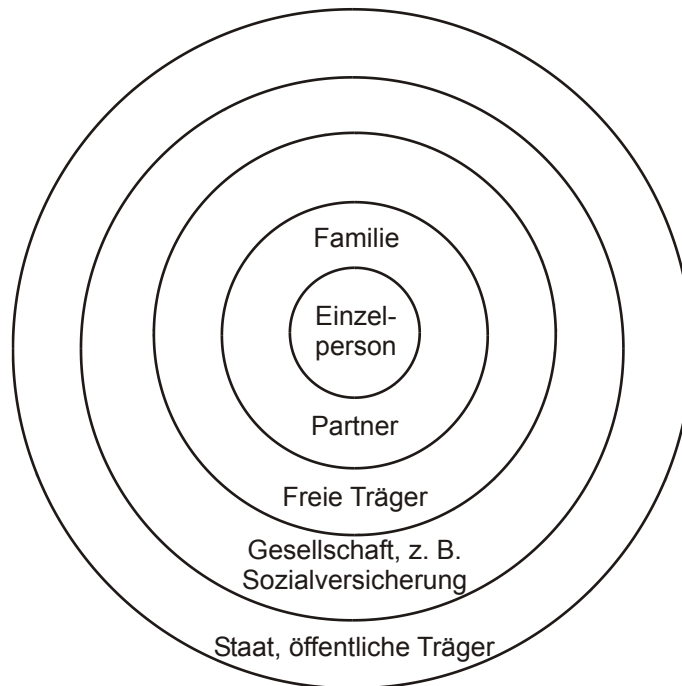 Familie
Einzel-
person
Partner
Freie Träger
Gesellschaft, z. B.
Sozialversicherung
Staat, öffentliche Träger